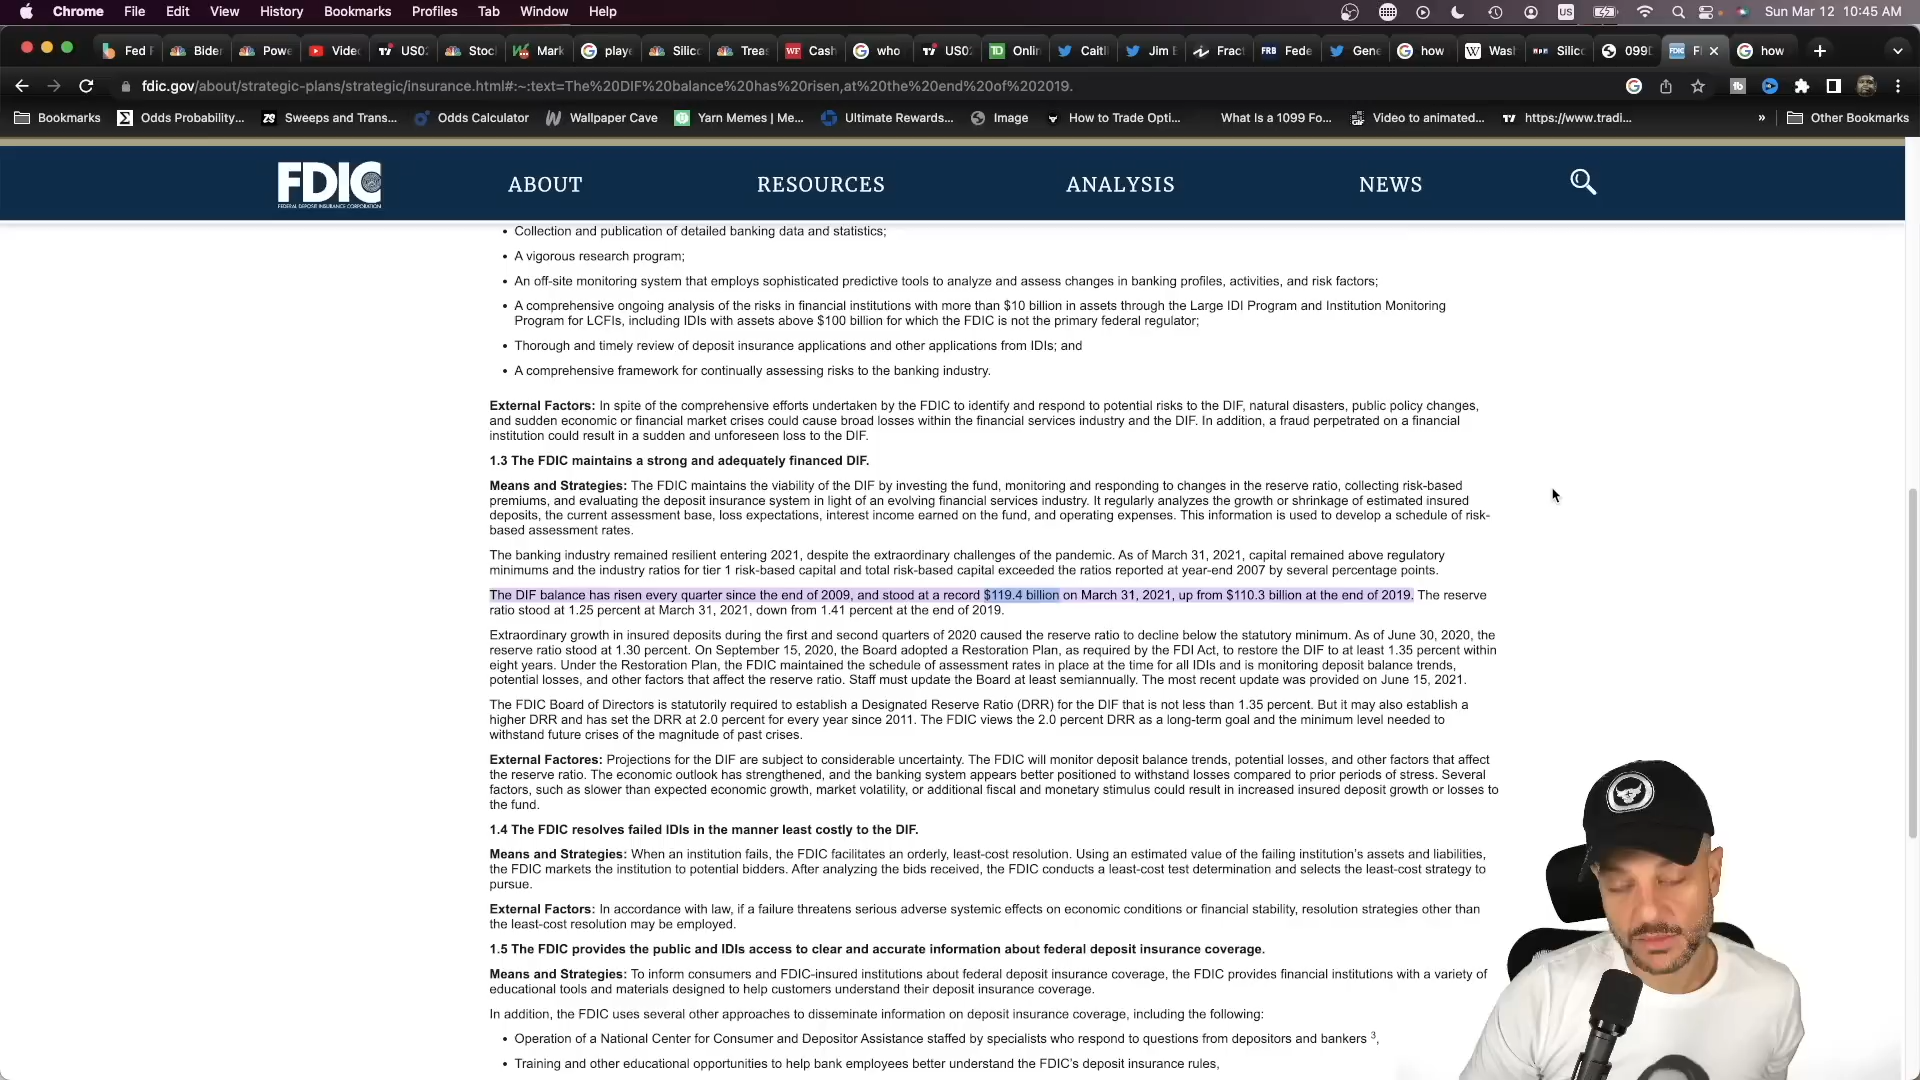 Chrome File Edit View History Bookmarks Profiles Tab Window Help US Sun Mar 12 10:45 AM
Fed F Bider Powe Vide US0 Stoc Mark playe Silic Treas Cash who US0 Onlin Caitl Jim E Fract Fede Gene how Wash Silic 099 how
fdic.gov/about/strategic-plans/strategic/insurance.html#:~:text=The%20DIF%20balance%20has%20risen,at%20the%20end%20of%202019.
Bookmarks Odds Probability... Sweeps and Trans... Odds Calculator Wallpaper Cave Yarn Memes | Me... Ultimate Rewards... Image How to Trade Opti... What Is a 1099 Fo... Video to animated... https://www.tradi... » Other Bookmarks
FDIC ABOUT RESOURCES ANALYSIS NEWS
FEDERAL DEPOSIT INSURANCE CORPORATION
• Collection and publication of detailed banking data and statistics;
• A vigorous research program;
• An off-site monitoring system that employs sophisticated predictive tools to analyze and assess changes in banking profiles, activities, and risk factors;
• A comprehensive ongoing analysis of the risks in financial institutions with more than $10 billion in assets through the Large IDI Program and Institution Monitoring
Program for LCFIs, including IDIs with assets above $100 billion for which the FDIC is not the primary federal regulator;
• Thorough and timely review of deposit insurance applications and other applications from IDIs; and
• A comprehensive framework for continually assessing risks to the banking industry.
External Factors: In spite of the comprehensive efforts undertaken by the FDIC to identify and respond to potential risks to the DIF, natural disasters, public policy changes,
and sudden economic or financial market crises could cause broad losses within the financial services industry and the DIF. In addition, a fraud perpetrated on a financial
institution could result in a sudden and unforeseen loss to the DIF.
1.3 The FDIC maintains a strong and adequately financed DIF.
Means and Strategies: The FDIC maintains the viability of the DIF by investing the fund, monitoring and responding to changes in the reserve ratio, collecting risk-based
premiums, and evaluating the deposit insurance system in light of an evolving financial services industry. It regularly analyzes the growth or shrinkage of estimated insured
deposits, the current assessment base, loss expectations, interest income earned on the fund, and operating expenses. This information is used to develop a schedule of risk-
based assessment rates.
The banking industry remained resilient entering 2021, despite the extraordinary challenges of the pandemic. As of March 31, 2021, capital remained above regulatory
minimums and the industry ratios for tier 1 risk-based capital and total risk-based capital exceeded the ratios reported at year-end 2007 by several percentage points.
The DIF balance has risen every quarter since the end of 2009, and stood at a record $119.4 billion on March 31, 2021, up from $110.3 billion at the end of 2019. The reserve
ratio stood at 1.25 percent at March 31, 2021, down from 1.41 percent at the end of 2019.
Extraordinary growth in insured deposits during the first and second quarters of 2020 caused the reserve ratio to decline below the statutory minimum. As of June 30, 2020, the
reserve ratio stood at 1.30 percent. On September 15, 2020, the Board adopted a Restoration Plan, as required by the FDI Act, to restore the DIF to at least 1.35 percent within
eight years. Under the Restoration Plan, the FDIC maintained the schedule of assessment rates in place at the time for all IDIs and is monitoring deposit balance trends,
potential losses, and other factors that affect the reserve ratio. Staff must update the Board at least semiannually. The most recent update was provided on June 15, 2021.
The FDIC Board of Directors is statutorily required to establish a Designated Reserve Ratio (DRR) for the DIF that is not less than 1.35 percent. But it may also establish a
higher DRR and has set the DRR at 2.0 percent for every year since 2011. The FDIC views the 2.0 percent DRR as a long-term goal and the minimum level needed to
withstand future crises of the magnitude of past crises.
External Factores: Projections for the DIF are subject to considerable uncertainty. The FDIC will monitor deposit balance trends, potential losses, and other factors that affect
the reserve ratio. The economic outlook has strengthened, and the banking system appears better positioned to withstand losses compared to prior periods of stress. Several
factors, such as slower than expected economic growth, market volatility, or additional fiscal and monetary stimulus could result in increased insured deposit growth or losses to
the fund.
1.4 The FDIC resolves failed IDIs in the manner least costly to the DIF.
Means and Strategies: When an institution fails, the FDIC facilitates an orderly, least-cost resolution. Using an estimated value of the failing institution's assets and liabilities,
the FDIC markets the institution to potential bidders. After analyzing the bids received, the FDIC conducts a least-cost test determination and selects the least-cost strategy to
pursue.
External Factors: In accordance with law, if a failure threatens serious adverse systemic effects on economic conditions or financial stability, resolution strategies other than
the least-cost resolution may be employed.
1.5 The FDIC provides the public and IDIs access to clear and accurate information about federal deposit insurance coverage.
Means and Strategies: To inform consumers and FDIC-insured institutions about federal deposit insurance coverage, the FDIC provides financial institutions with a variety of
educational tools and materials designed to help customers understand their deposit insurance coverage.
In addition, the FDIC uses several other approaches to disseminate information on deposit insurance coverage, including the following:
• Operation of a National Center for Consumer and Depositor Assistance staffed by specialists who respond to questions from depositors and bankers 3,
• Training and other educational opportunities to help bank employees better understand the FDIC's deposit insurance rules,